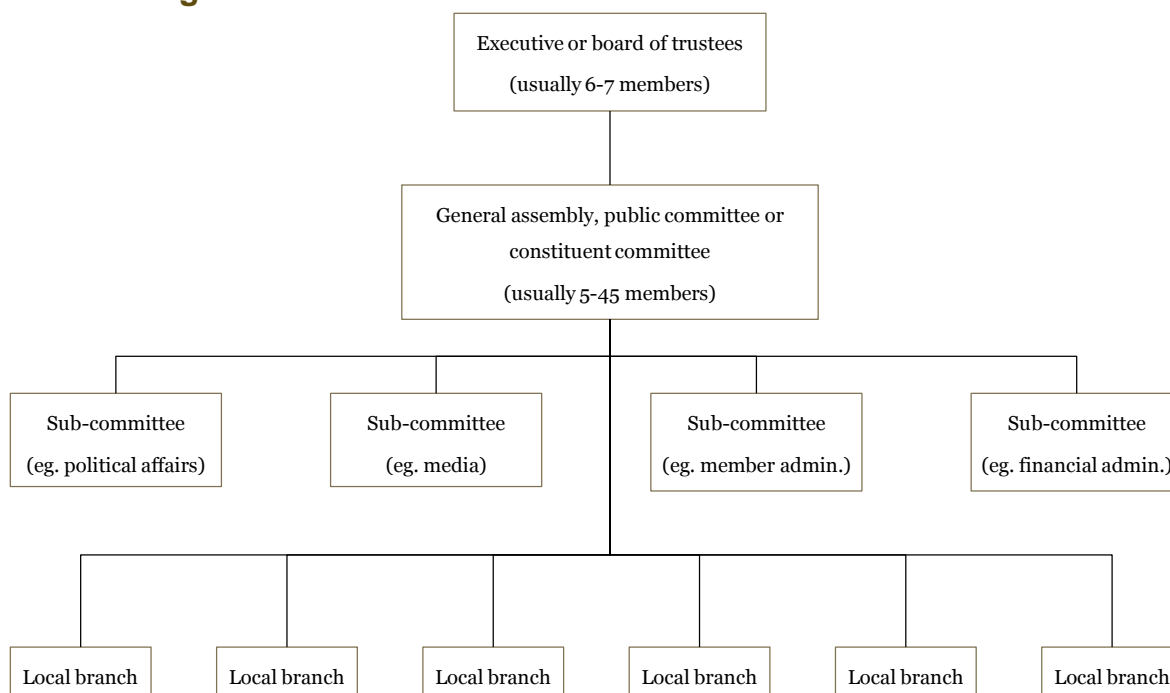 Executive or board of trustees
(usually 6-7 members)
General assembly, public committee or
constituent committee
(usually 5-45 members)
Sub-committee
(eg. political affairs)
Sub-committee
(eg. media)
Sub-committee
(eg. member admin.)
Sub-committee
(eg. financial admin.)
Local branch
Local branch
Local branch
Local branch
Local branch
Local branch